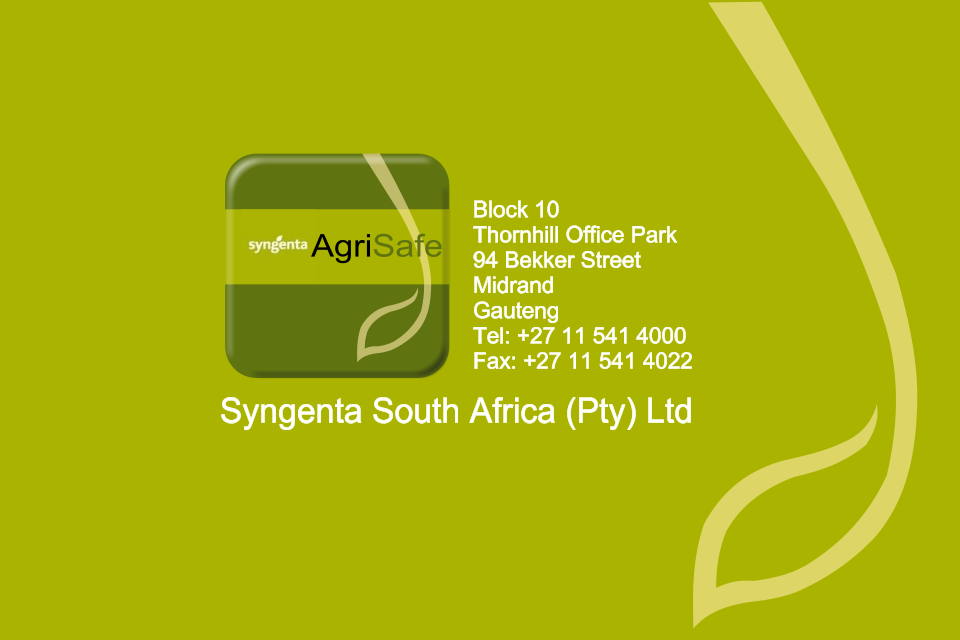 syngenta AgriSafe
Block 10
Thornhill Office Park
94 Bekker Street
Midrand
Gauteng
Tel: +27 11 541 4000
Fax: +27 11 541 4022
Syngenta South Africa (Pty) Ltd